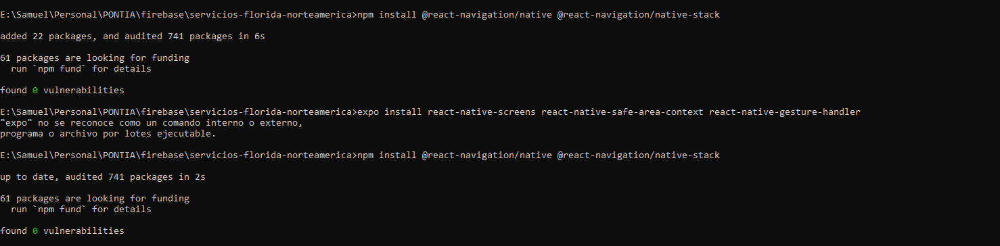 E:\Samuel\Personal\PONTIA\firebase\servicios-florida-norteamerica>npm install @react-navigation/native @react-navigation/native-stack
added 22 packages, and audited 741 packages in 6s
61 packages are looking for funding
  run `npm fund` for details
found 0 vulnerabilities
E:\Samuel\Personal\PONTIA\firebase\servicios-florida-norteamerica>expo install react-native-screens react-native-safe-area-context react-native-gesture-handler
"expo" no se reconoce como un comando interno o externo,
programa o archivo por lotes ejecutable.
E:\Samuel\Personal\PONTIA\firebase\servicios-florida-norteamerica>npm install @react-navigation/native @react-navigation/native-stack
up to date, audited 741 packages in 2s
61 packages are looking for funding
  run `npm fund` for details
found 0 vulnerabilities